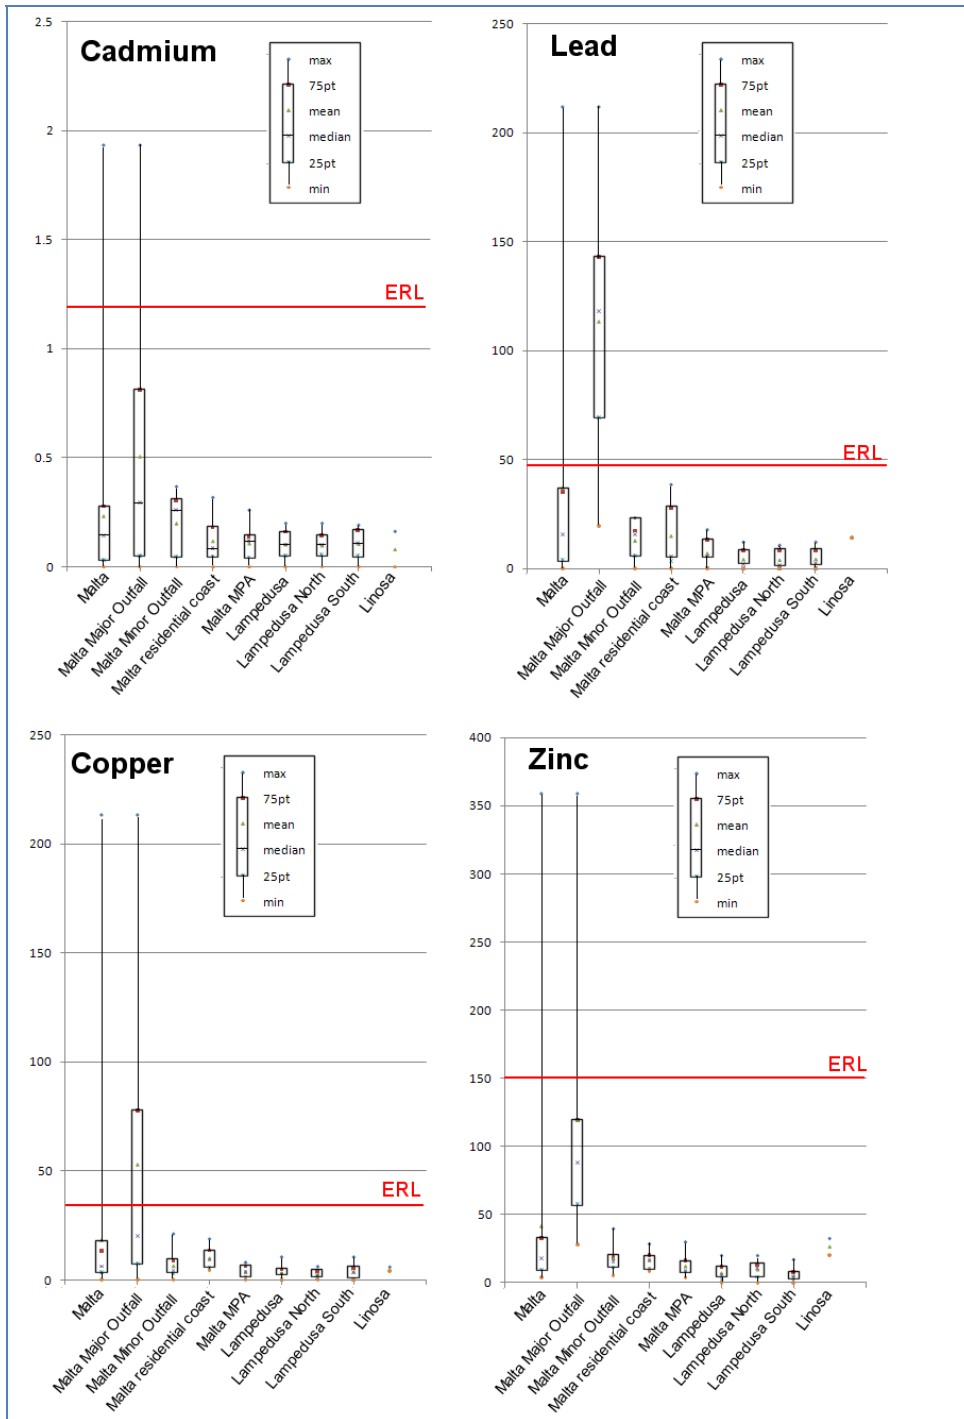 Cadmium
2.5
2
1.5
1
0.5
0
max
75pt
mean
median
25pt
min
ERL
Malta
Malta Major Outfall
Malta Minor Outfall
Malta residential coast
Malta MPA
Lampedusa
Lampedusa North
Lampedusa South
Linosa
Lead
250
200
150
100
50
0
max
75pt
mean
median
25pt
min
ERL
Malta
Malta Major Outfall
Malta Minor Outfall
Malta residential coast
Malta MPA
Lampedusa
Lampedusa North
Lampedusa South
Linosa
Copper
250
200
150
100
50
0
max
75pt
mean
median
25pt
min
ERL
Malta
Malta Major Outfall
Malta Minor Outfall
Malta residential coast
Malta MPA
Lampedusa
Lampedusa North
Lampedusa South
Linosa
Zinc
400
350
300
250
200
150
100
50
0
max
75pt
mean
median
25pt
min
ERL
Malta
Malta Major Outfall
Malta Minor Outfall
Malta residential coast
Malta MPA
Lampedusa
Lampedusa North
Lampedusa South
Linosa